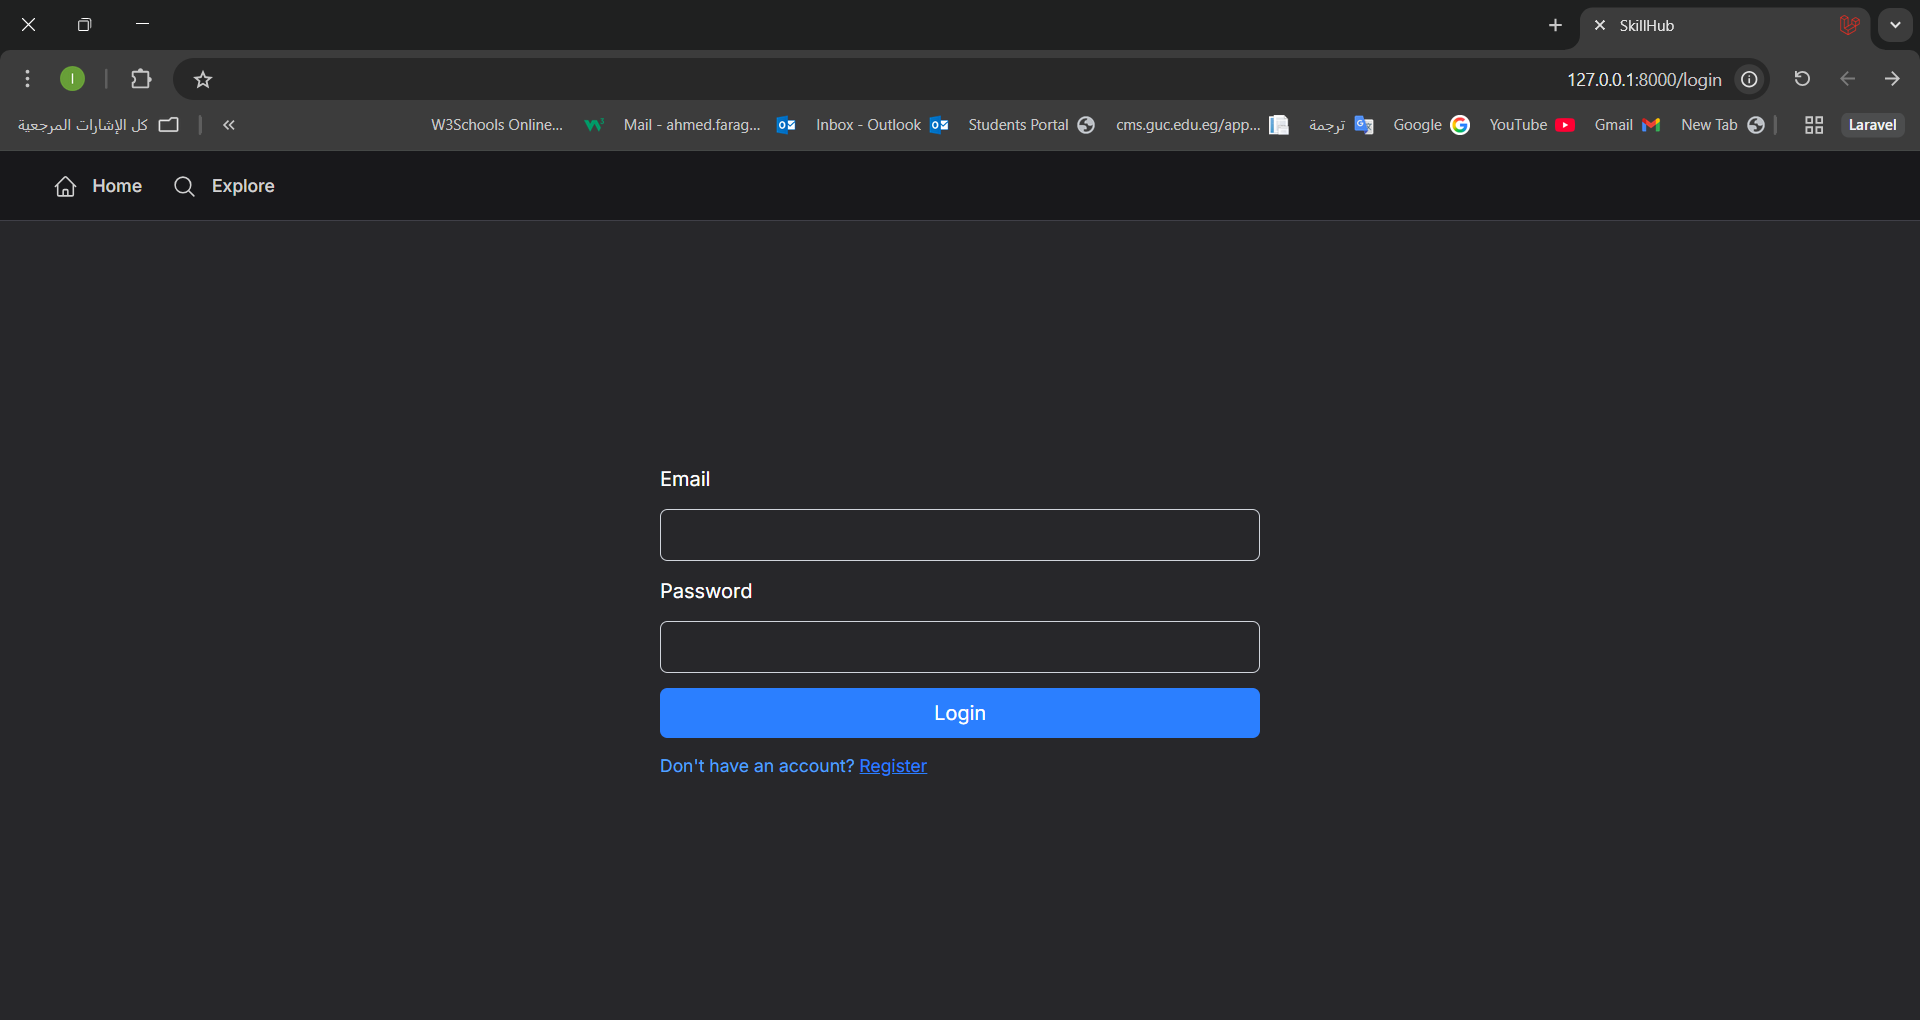 SkillHub
127.0.0.1:8000/login
I
Laravel
New Tab
Gmail
YouTube
Google
ترجمة
cms.guc.edu.eg/app...
Students Portal
Inbox - Outlook
Mail - ahmed.farag...
W3Schools Online...
كل الإشارات المرجعية
Home Explore
Email
Password
Login
Don't have an account? Register